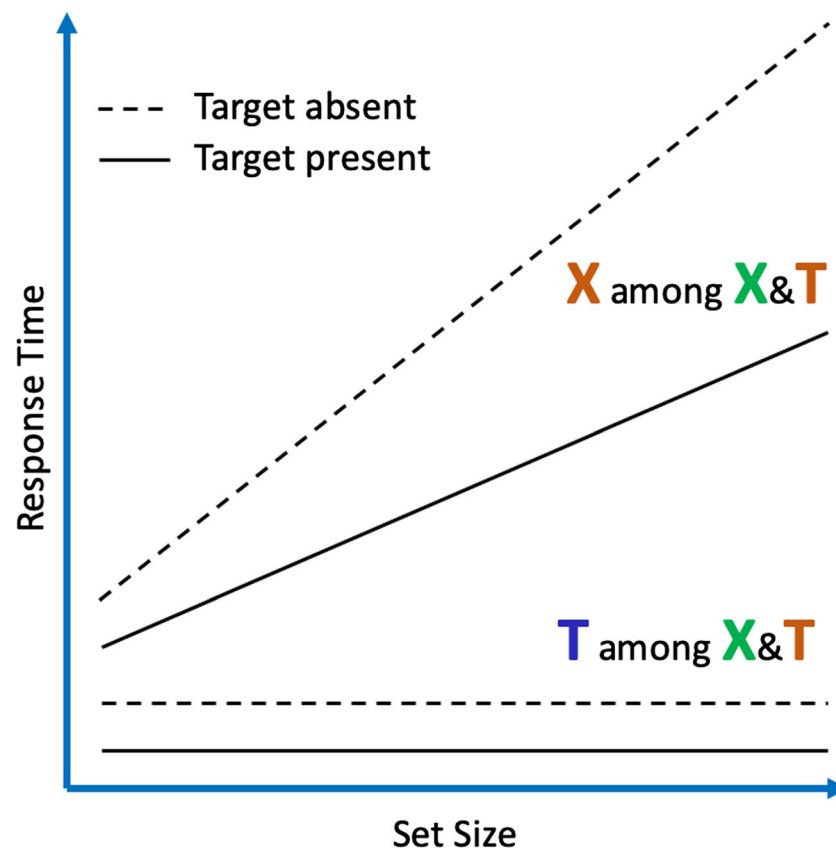 Target absent
Target present
X among X&T
T among X&T
Response Time
Set Size